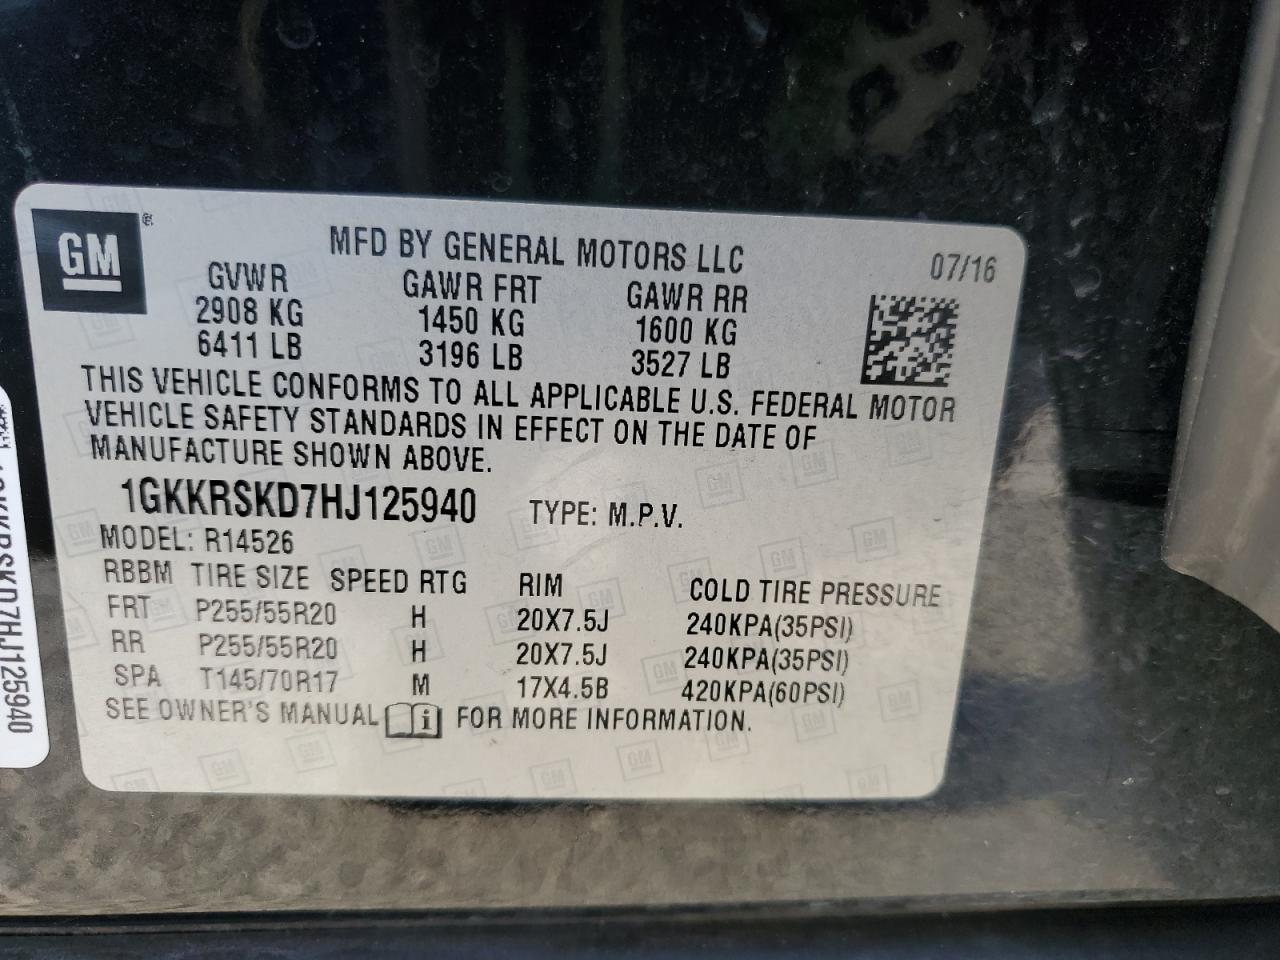 GM
®
MFD BY GENERAL MOTORS LLC
07/16
GVWR GAWR FRT GAWR RR
2908 KG 1450 KG 1600 KG
6411 LB 3196 LB 3527 LB
THIS VEHICLE CONFORMS TO ALL APPLICABLE U.S. FEDERAL MOTOR
VEHICLE SAFETY STANDARDS IN EFFECT ON THE DATE OF
MANUFACTURE SHOWN ABOVE.
1GKKRSKD7HJ125940 TYPE: M.P.V.
MODEL: R14526
RBBM TIRE SIZE SPEED RTG RIM COLD TIRE PRESSURE
FRT P255/55R20 H 20X7.5J 240KPA(35PSI)
RR P255/55R20 H 20X7.5J 240KPA(35PSI)
SPA T145/70R17 M 17X4.5B 420KPA(60PSI)
SEE OWNER'S MANUAL i FOR MORE INFORMATION.
1GKKRSKD7HJ125940